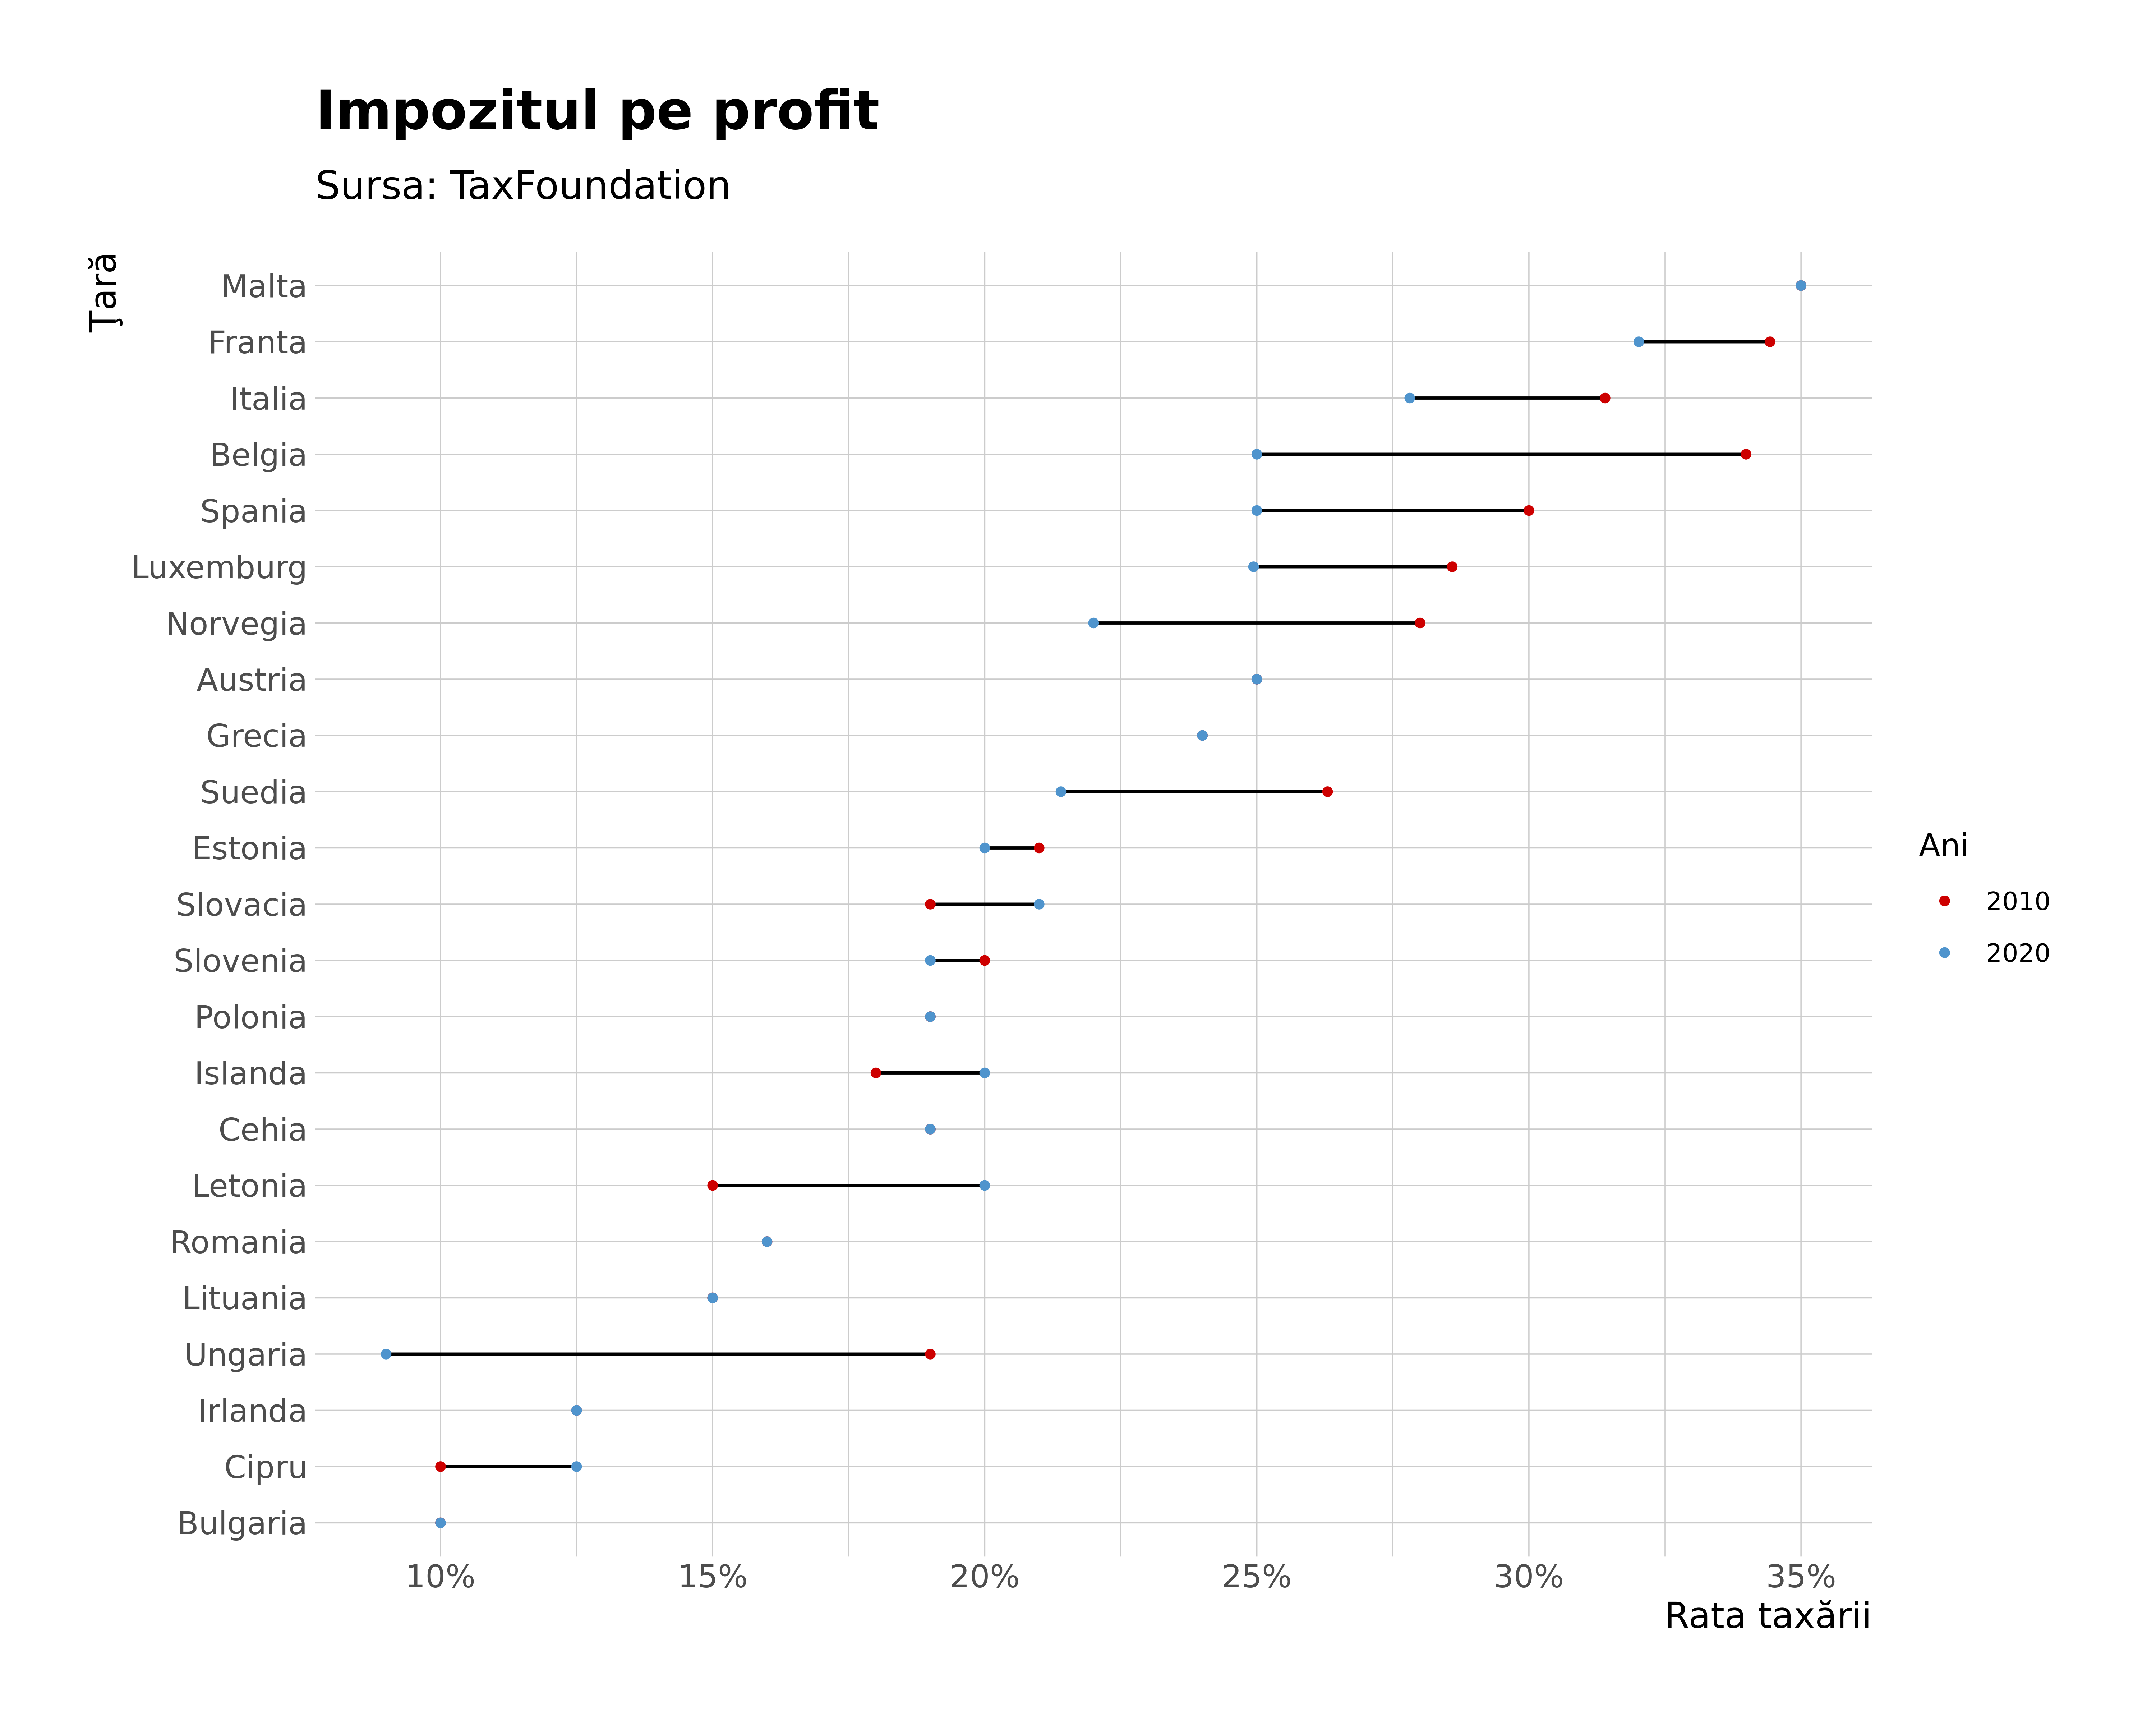 Impozitul pe profit
Sursa: TaxFoundation
Ţară
Malta
Franta
Italia
Belgia
Spania
Luxemburg
Norvegia
Austria
Grecia
Suedia
Estonia
Slovacia
Slovenia
Polonia
Islanda
Cehia
Letonia
Romania
Lituania
Ungaria
Irlanda
Cipru
Bulgaria
10% 15% 20% 25% 30% 35%
Rata taxării
Ani
2010
2020